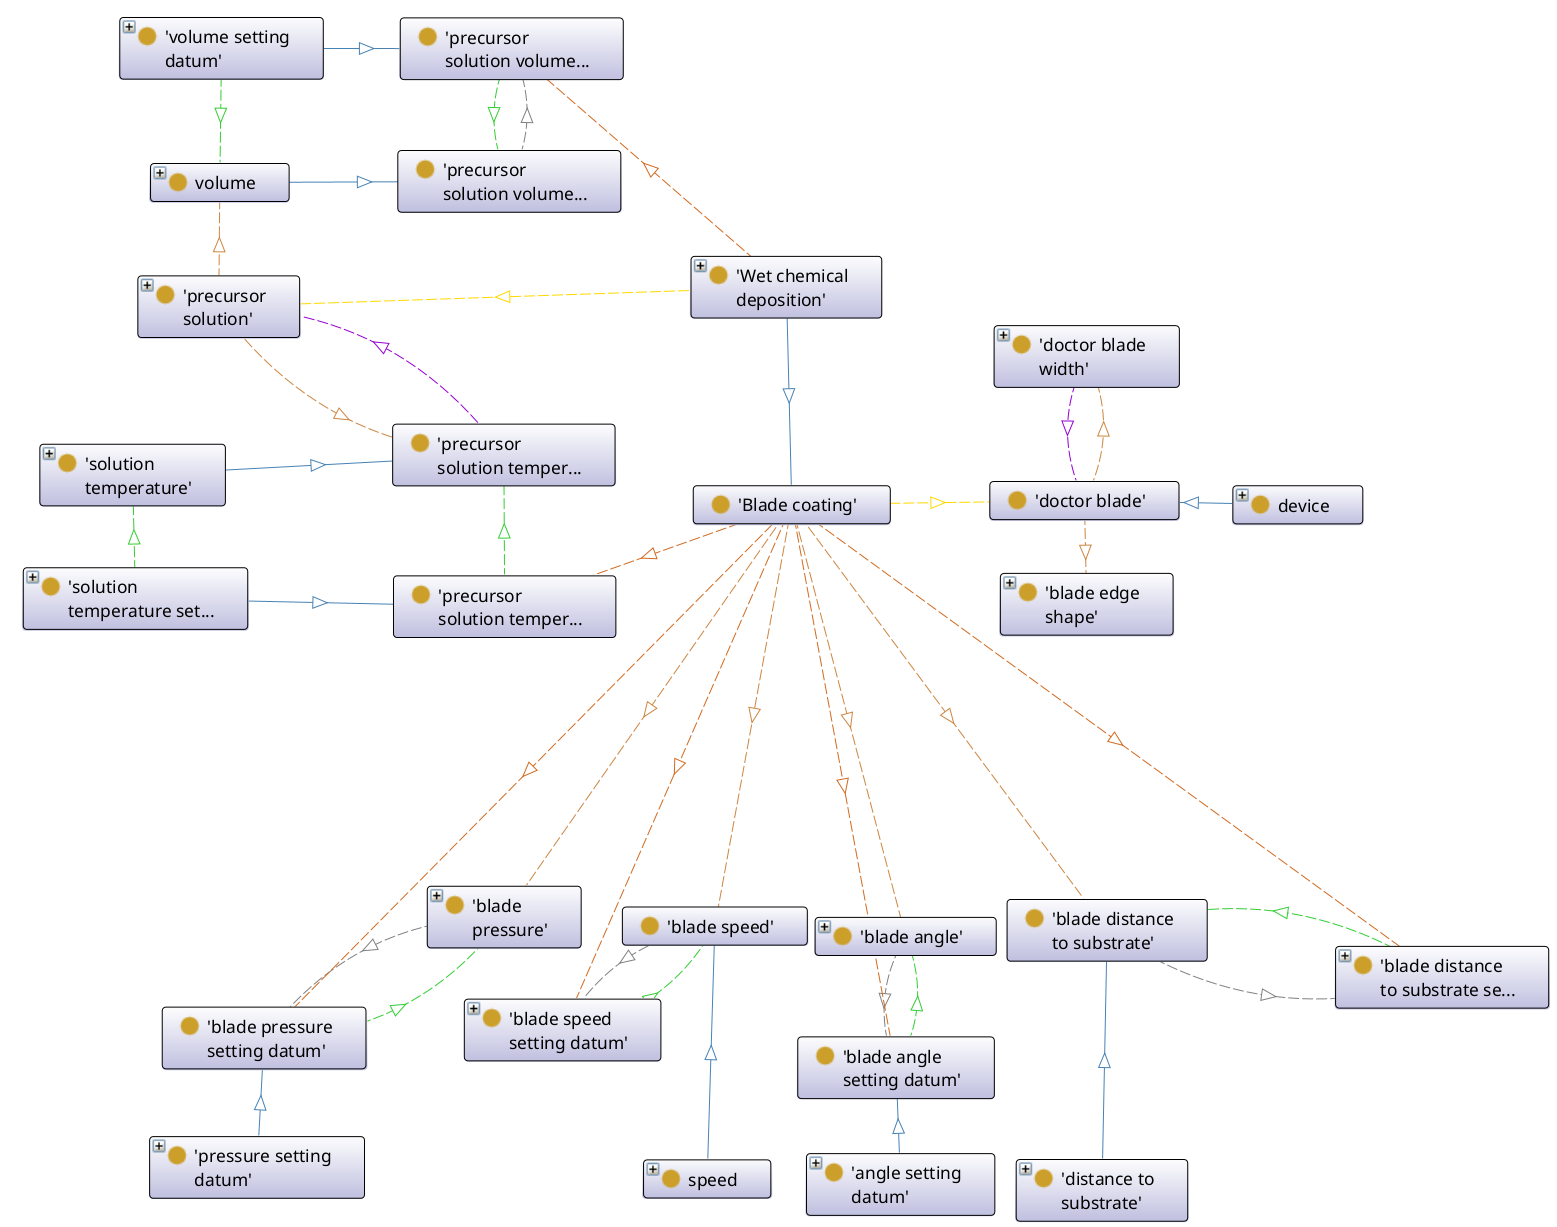 'volume setting
datum'
'precursor
solution volume...
volume
'precursor
solution volume...
'precursor
solution'
'Wet chemical
deposition'
'doctor blade
width'
'solution
temperature'
'precursor
solution temper...
'Blade coating'
'doctor blade'
device
'solution
temperature set...
'precursor
solution temper...
'blade edge
shape'
'blade
pressure'
'blade speed'
'blade angle'
'blade distance
to substrate'
'blade distance
to substrate se...
'blade pressure
setting datum'
'blade speed
setting datum'
'blade angle
setting datum'
'pressure setting
datum'
speed
'angle setting
datum'
'distance to
substrate'